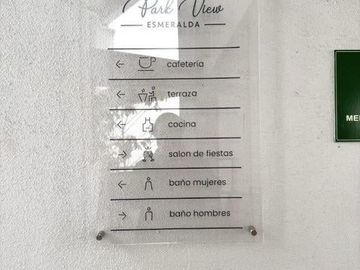 Park View
ESMERALDA
cafetería
terraza
cocina
salon de fiestas
baño mujeres
baño hombres